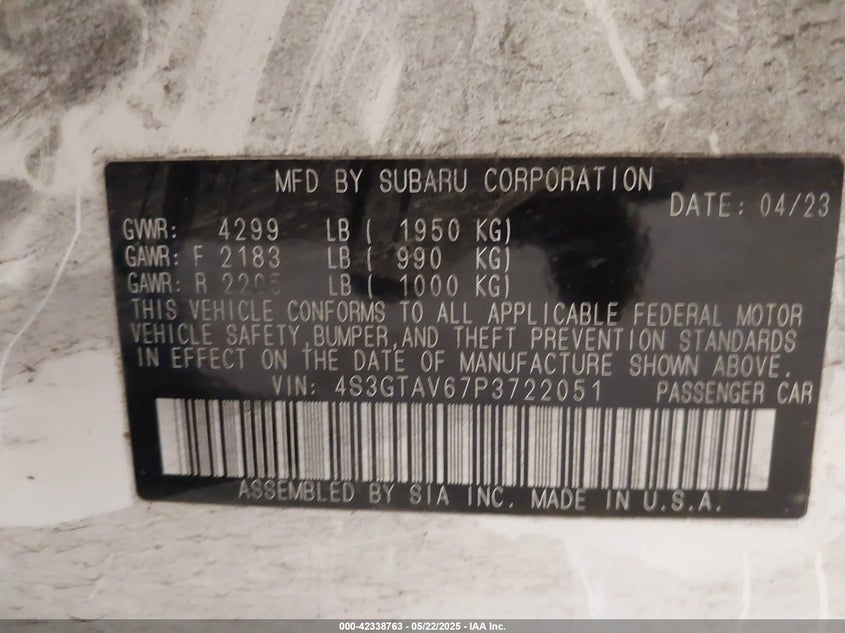 MFD BY SUBARU CORPORATION
DATE: 04/23
GVWR: 4299 LB ( 1950 KG)
GAWR: F 2183 LB ( 990 KG)
GAWR: R 2205 LB ( 1000 KG)
THIS VEHICLE CONFORMS TO ALL APPLICABLE FEDERAL MOTOR
VEHICLE SAFETY,BUMPER,AND THEFT PREVENTION STANDARDS
IN EFFECT ON THE DATE OF MANUFACTURE SHOWN ABOVE.
VIN: 4S3GTAV67P3722051 PASSENGER CAR
ASSEMBLED BY SIA INC. MADE IN U.S.A.
000-42338763 - 05/22/2025 - IAA Inc.